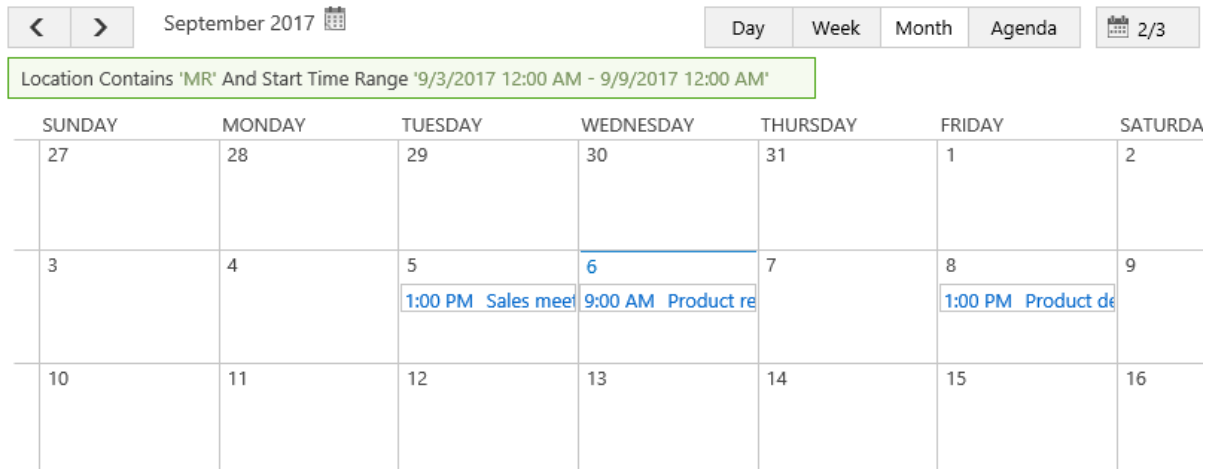 September 2017
Day Week Month Agenda 2/3
Location Contains 'MR' And Start Time Range '9/3/2017 12:00 AM - 9/9/2017 12:00 AM'
SUNDAY MONDAY TUESDAY WEDNESDAY THURSDAY FRIDAY SATURDA
27 28 29 30 31 1 2
3 4 5 6 7 8 9
1:00 PM Sales meet 9:00 AM Product re 1:00 PM Product de
10 11 12 13 14 15 16